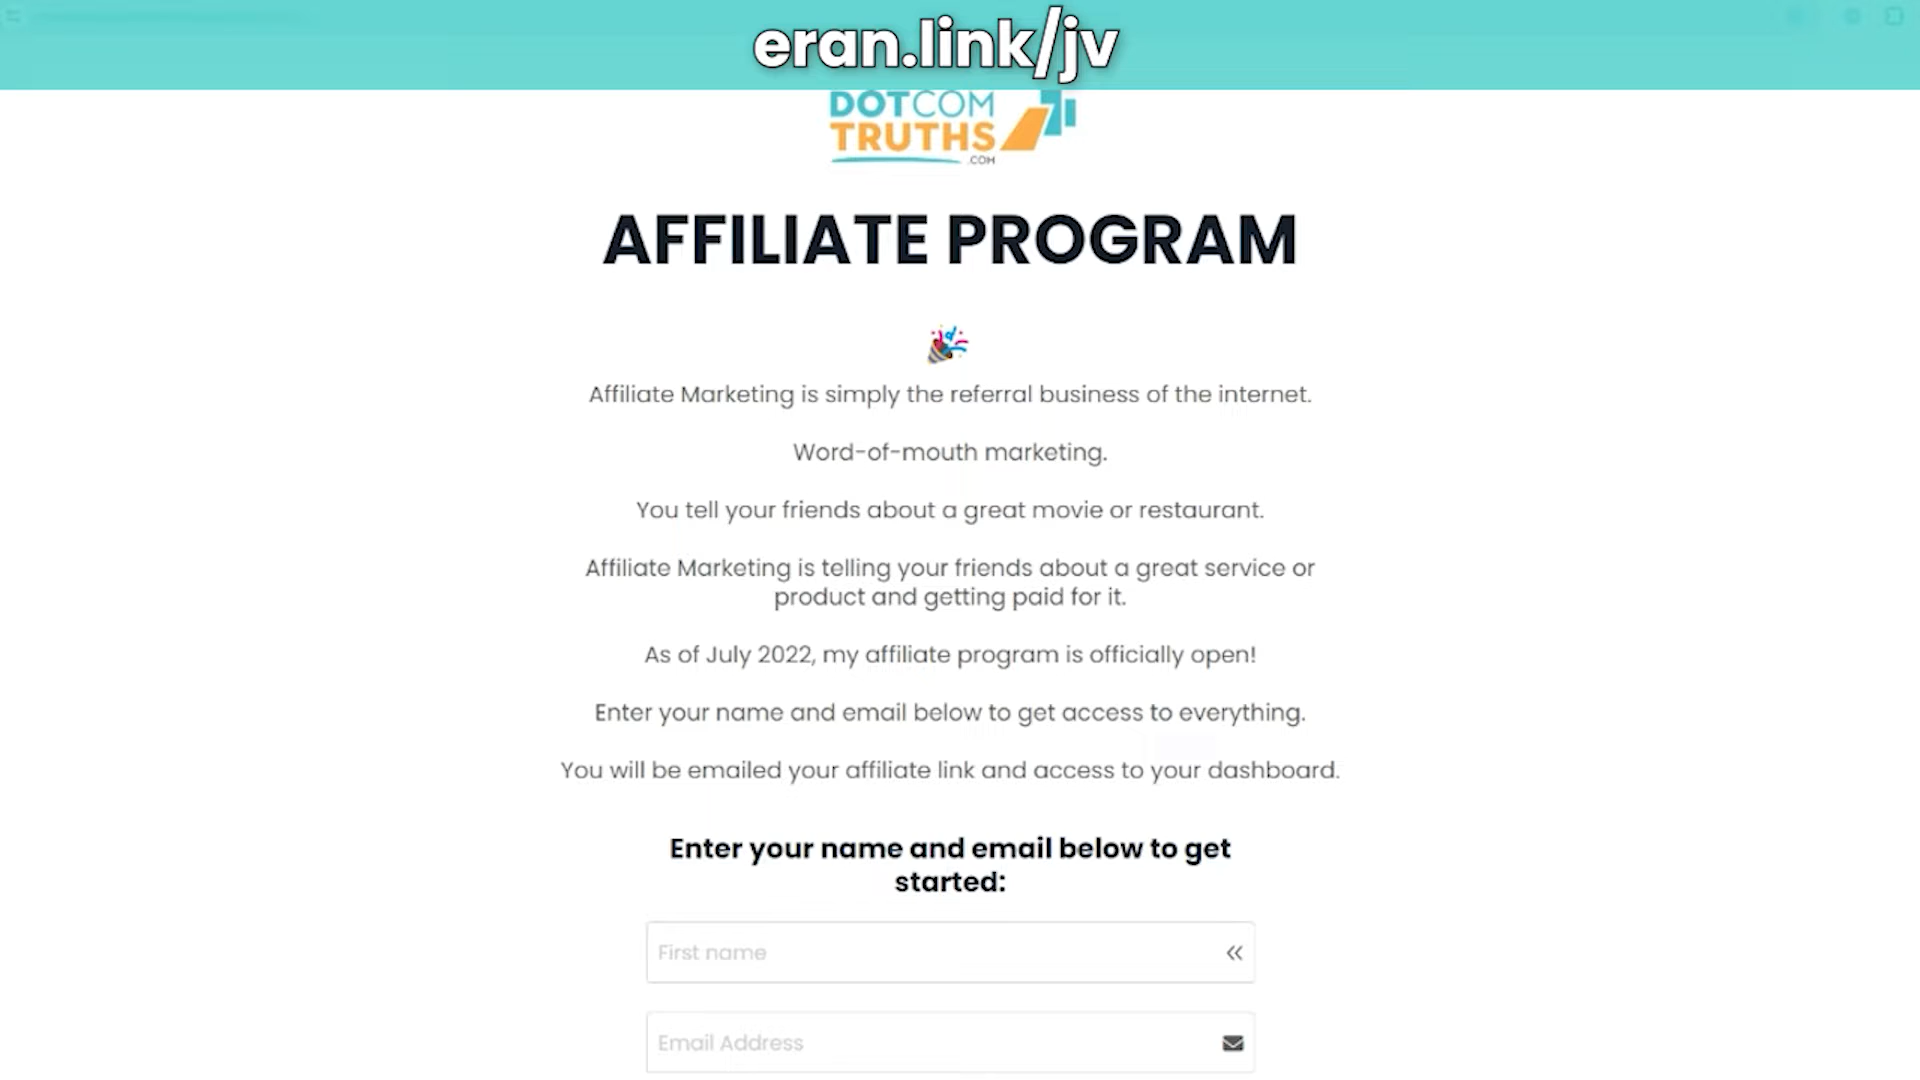 eran.link/jv
DOTCOM
TRUTHS
.COM
AFFILIATE PROGRAM
Affiliate Marketing is simply the referral business of the internet.
Word-of-mouth marketing.
You tell your friends about a great movie or restaurant.
Affiliate Marketing is telling your friends about a great service or
product and getting paid for it.
As of July 2022, my affiliate program is officially open!
Enter your name and email below to get access to everything.
You will be emailed your affiliate link and access to your dashboard.
Enter your name and email below to get
started:
First name
Email Address